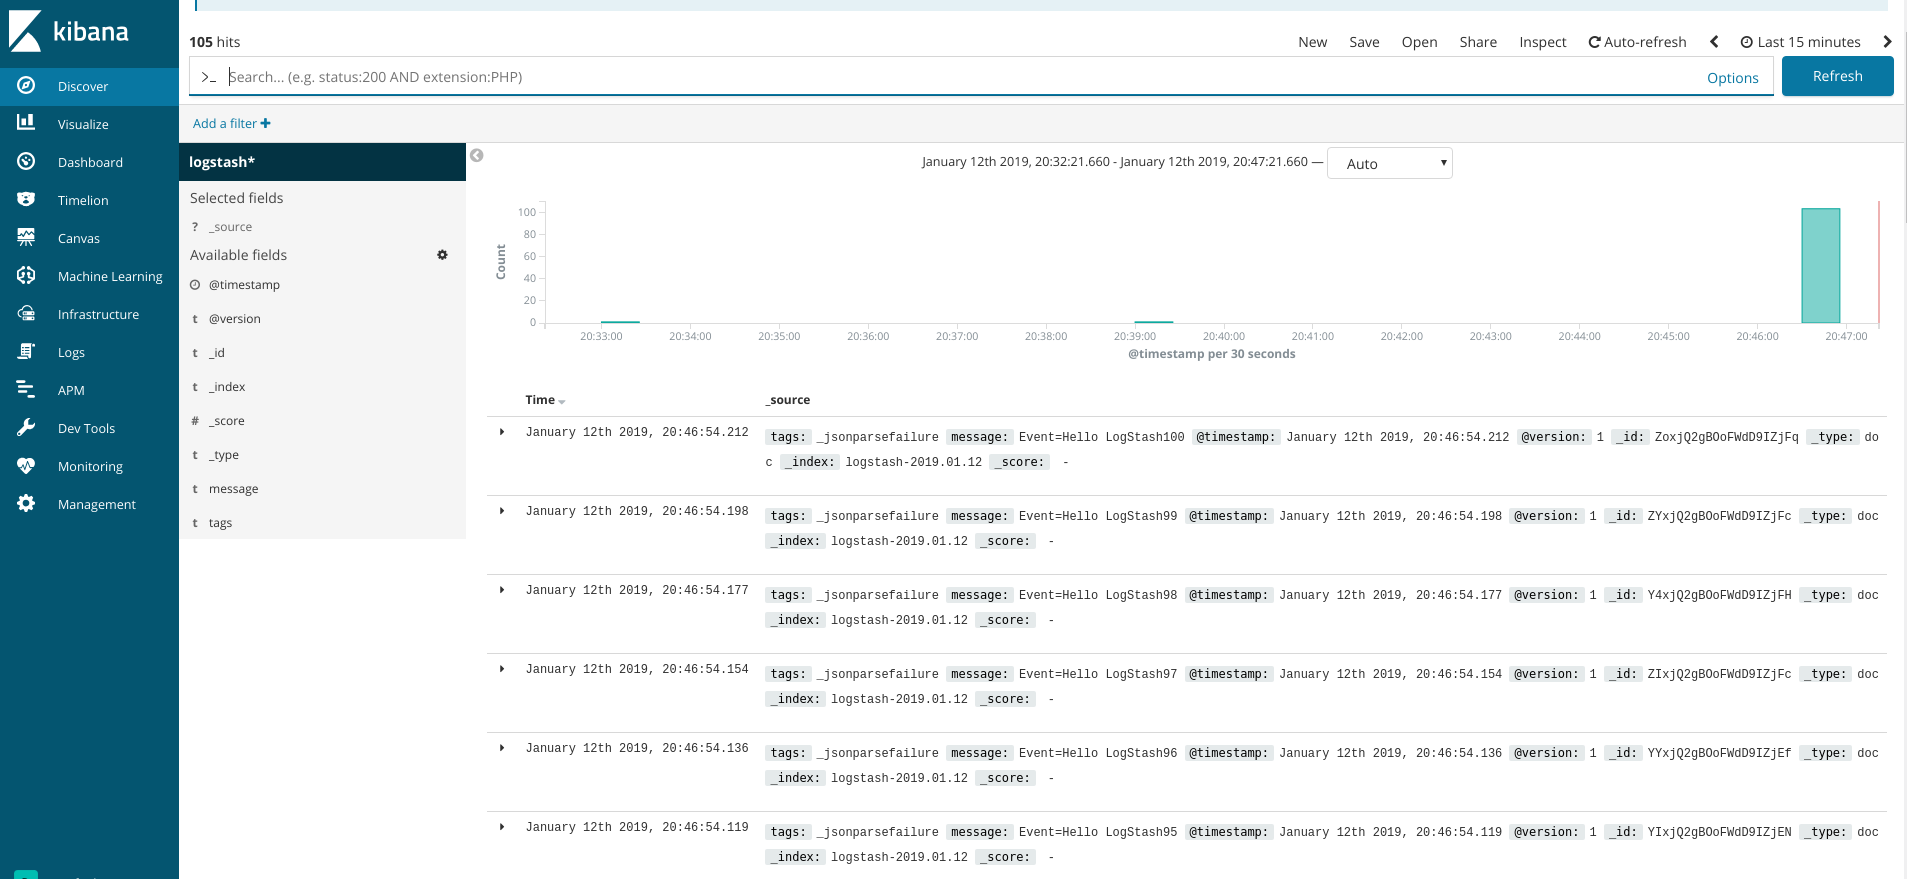 kibana
Discover
Visualize
Dashboard
Timelion
Canvas
Machine Learning
Infrastructure
Logs
APM
Dev Tools
Monitoring
Management
105 hits
New Save Open Share Inspect Auto-refresh Last 15 minutes
>_ Search... (e.g. status:200 AND extension:PHP) Options Refresh
Add a filter +
logstash*
Selected fields
? _source
Available fields
@timestamp
t @version
t _id
t _index
# _score
t _type
t message
t tags
January 12th 2019, 20:32:21.660 - January 12th 2019, 20:47:21.660 — Auto
Count
100
80
60
40
20
0
20:33:00 20:34:00 20:35:00 20:36:00 20:37:00 20:38:00 20:39:00 20:40:00 20:41:00 20:42:00 20:43:00 20:44:00 20:45:00 20:46:00 20:47:00
@timestamp per 30 seconds
Time _source
January 12th 2019, 20:46:54.212 tags: _jsonparsefailure message: Event=Hello LogStash100 @timestamp: January 12th 2019, 20:46:54.212 @version: 1 _id: ZoxjQ2gBOoFWdD9IZjFq _type: do
c _index: logstash-2019.01.12 _score: -
January 12th 2019, 20:46:54.198 tags: _jsonparsefailure message: Event=Hello LogStash99 @timestamp: January 12th 2019, 20:46:54.198 @version: 1 _id: ZYxjQ2gBOoFWdD9IZjFc _type: doc
_index: logstash-2019.01.12 _score: -
January 12th 2019, 20:46:54.177 tags: _jsonparsefailure message: Event=Hello LogStash98 @timestamp: January 12th 2019, 20:46:54.177 @version: 1 _id: Y4xjQ2gBOoFWdD9IZjFH _type: doc
_index: logstash-2019.01.12 _score: -
January 12th 2019, 20:46:54.154 tags: _jsonparsefailure message: Event=Hello LogStash97 @timestamp: January 12th 2019, 20:46:54.154 @version: 1 _id: ZIxjQ2gBOoFWdD9IZjFc _type: doc
_index: logstash-2019.01.12 _score: -
January 12th 2019, 20:46:54.136 tags: _jsonparsefailure message: Event=Hello LogStash96 @timestamp: January 12th 2019, 20:46:54.136 @version: 1 _id: YYxjQ2gBOoFWdD9IZjEf _type: doc
_index: logstash-2019.01.12 _score: -
January 12th 2019, 20:46:54.119 tags: _jsonparsefailure message: Event=Hello LogStash95 @timestamp: January 12th 2019, 20:46:54.119 @version: 1 _id: YIxjQ2gBOoFWdD9IZjEN _type: doc
_index: logstash-2019.01.12 _score: -